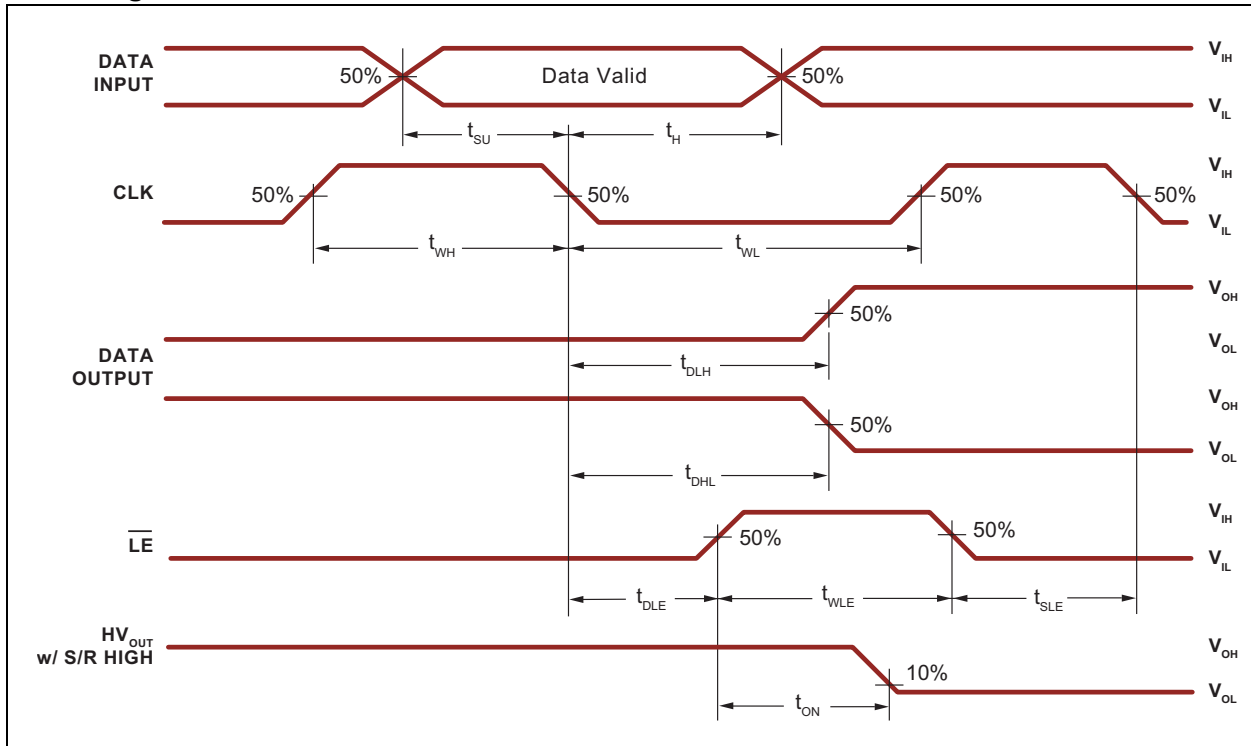 DATA
INPUT
50%
Data Valid
50%
V_IH
V_IL
t_SU
t_H
CLK
50%
50%
50%
50%
V_IH
V_IL
t_WH
t_WL
DATA
OUTPUT
50%
V_OH
V_OL
t_DLH
50%
V_OH
V_OL
t_DHL
L̅E̅
50%
50%
V_IH
V_IL
t_DLE
t_WLE
t_SLE
HV_OUT
w/ S/R HIGH
10%
V_OH
V_OL
t_ON